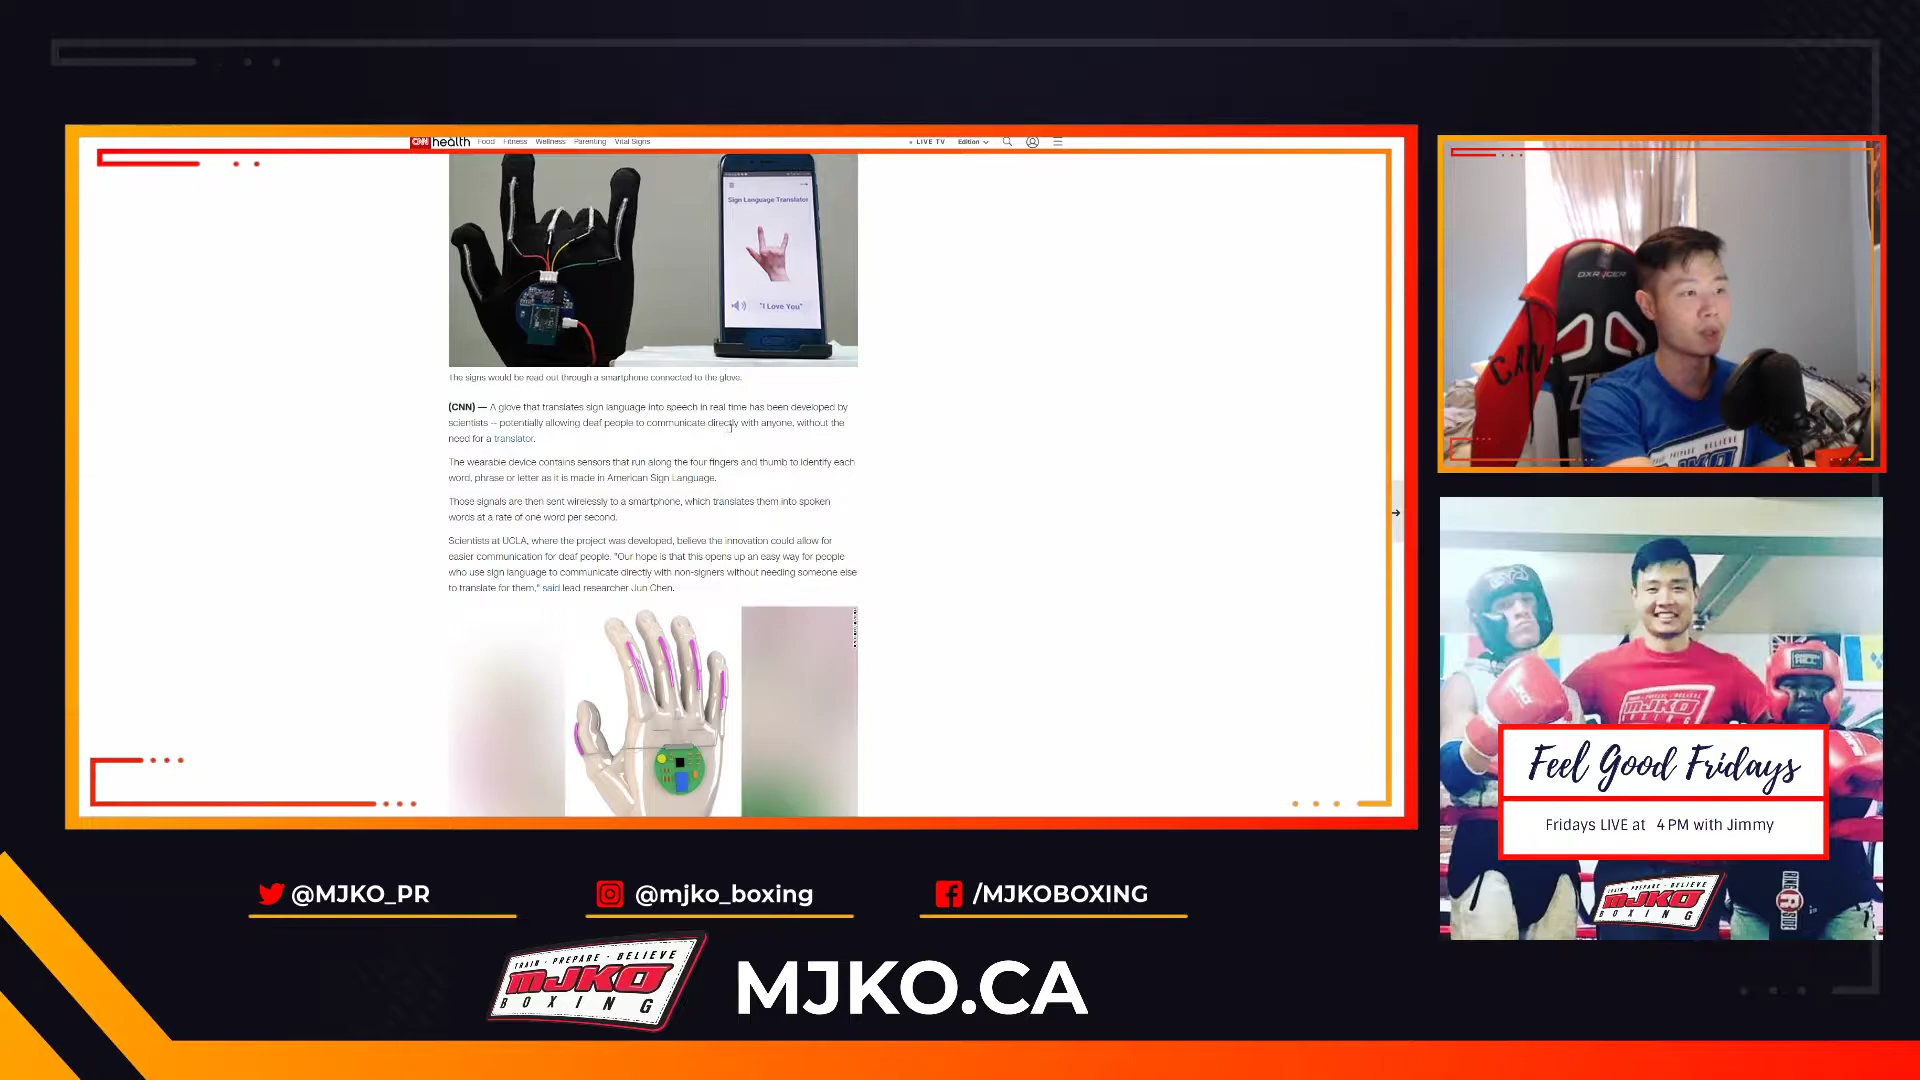 CNN health Food Fitness Wellness Parenting Vital Signs
LIVE TV Edition
Sign Language Translator
"I Love You"
The signs would be read out through a smartphone connected to the glove.
(CNN) — A glove that translates sign language into speech in real time has been developed by
scientists -- potentially allowing deaf people to communicate directly with anyone, without the
need for a translator.
The wearable device contains sensors that run along the four fingers and thumb to identify each
word, phrase or letter as it is made in American Sign Language.
Those signals are then sent wirelessly to a smartphone, which translates them into spoken
words at a rate of one word per second.
Scientists at UCLA, where the project was developed, believe the innovation could allow for
easier communication for deaf people. "Our hope is that this opens up an easy way for people
who use sign language to communicate directly with non-signers without needing someone else
to translate for them," said lead researcher Jun Chen.
DXRACER
CAN
MJKO
Feel Good Fridays
Fridays LIVE at 4 PM with Jimmy
TRAIN · PREPARE · BELIEVE
MJKO
BOXING
RINGSIDE
@MJKO_PR
@mjko_boxing
/MJKOBOXING
TRAIN · PREPARE · BELIEVE
MJKO
BOXING
MJKO.CA